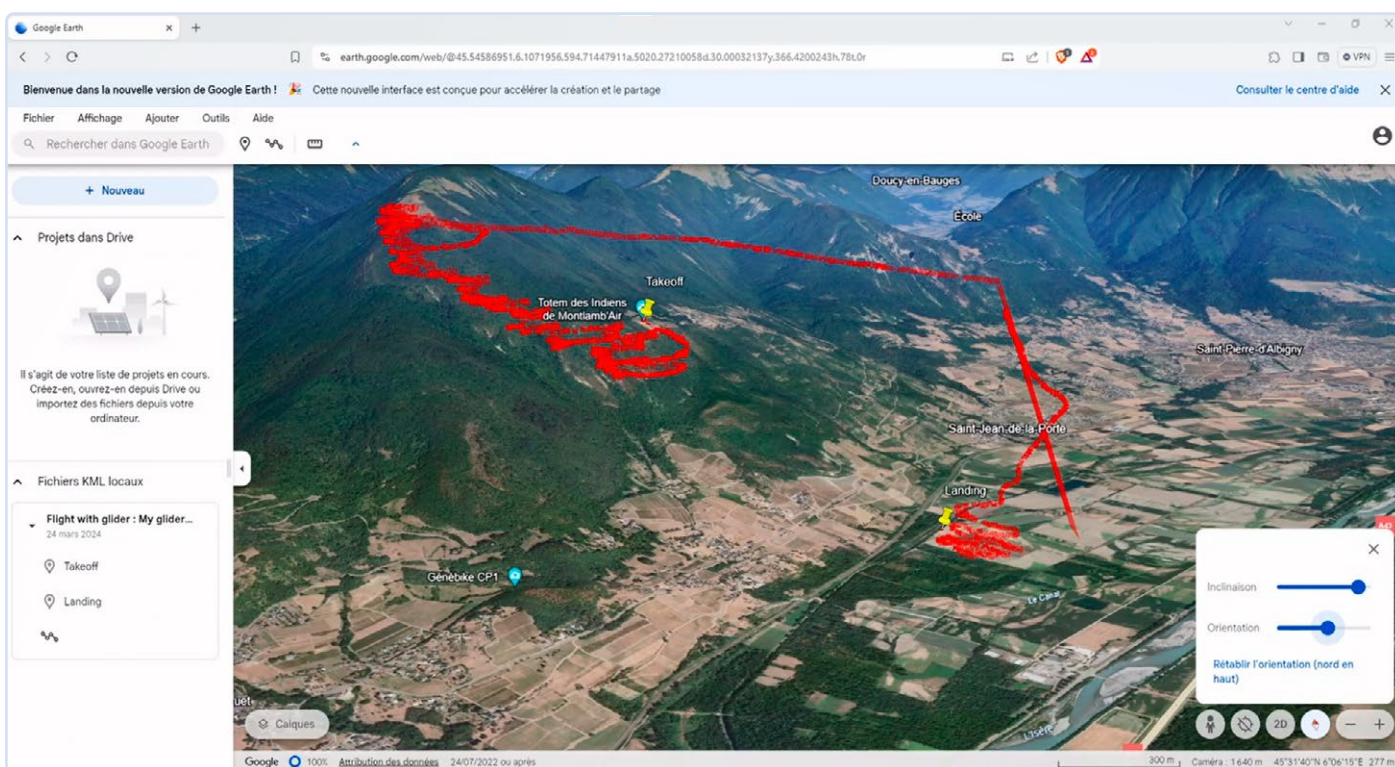 Google Earth
earth.google.com/web/@45.54586951,6.1071956,594.71447911a,5020.27210058d,30.00032137y,366.4200243h,78t,0r
VPN
Bienvenue dans la nouvelle version de Google Earth !
Cette nouvelle interface est conçue pour accélérer la création et le partage
Consulter le centre d'aide
Fichier Affichage Ajouter Outils Aide
Rechercher dans Google Earth
+ Nouveau
Projets dans Drive
Il s'agit de votre liste de projets en cours.
Créez-en, ouvrez-en depuis Drive ou
importez des fichiers depuis votre
ordinateur.
Fichiers KML locaux
Flight with glider : My glider...
24 mars 2024
Takeoff
Landing
Doucy-en-Bauges
École
Takeoff
Totem des Indiens
de Montlamb'Air
Saint-Pierre-d'Albigny
Saint-Jean-de-la-Porte
Landing
Génébike CP1
Le Canal
L'Isère
A43
Inclinaison
Orientation
Rétablir l'orientation (nord en
haut)
Calques
2D
Google 100% Attribution des données 24/07/2022 ou après
300 m Caméra : 1 640 m 45°31'40"N 6°06'15"E 277 m